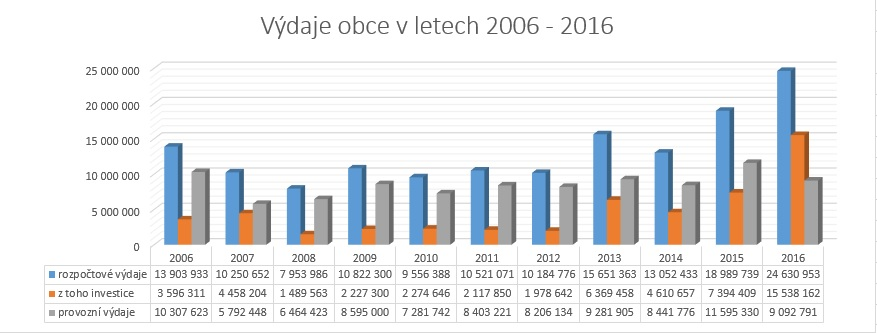 Výdaje obce v letech 2006 - 2016
25 000 000
20 000 000
15 000 000
10 000 000
5 000 000
0
2006 2007 2008 2009 2010 2011 2012 2013 2014 2015 2016
rozpočtové výdaje 13 903 933 10 250 652 7 953 986 10 822 300 9 556 388 10 521 071 10 184 776 15 651 363 13 052 433 18 989 739 24 630 953
z toho investice 3 596 311 4 458 204 1 489 563 2 227 300 2 274 646 2 117 850 1 978 642 6 369 458 4 610 657 7 394 409 15 538 162
provozní výdaje 10 307 623 5 792 448 6 464 423 8 595 000 7 281 742 8 403 221 8 206 134 9 281 905 8 441 776 11 595 330 9 092 791